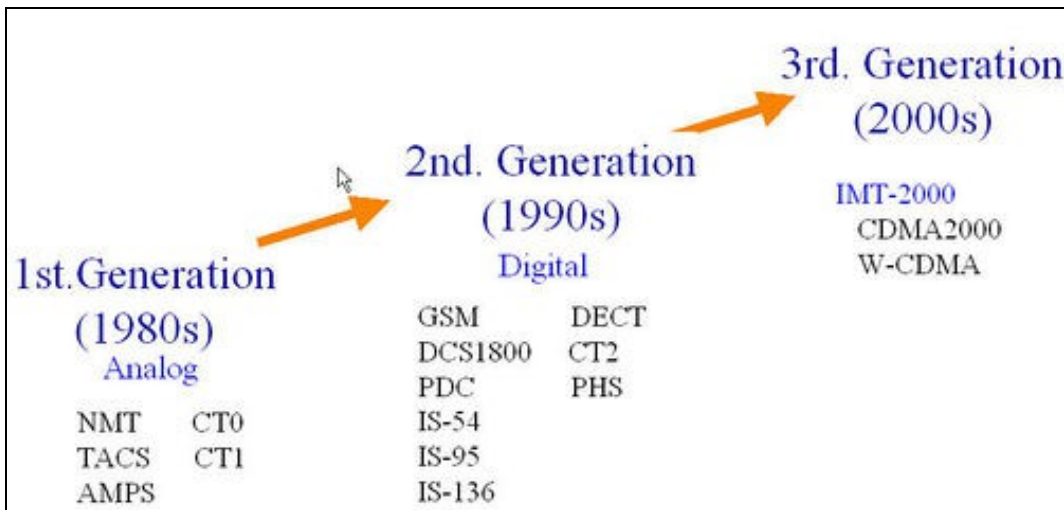 1st.Generation
(1980s)
Analog
NMT CT0
TACS CT1
AMPS
2nd. Generation
(1990s)
Digital
GSM DECT
DCS1800 CT2
PDC PHS
IS-54
IS-95
IS-136
3rd. Generation
(2000s)
IMT-2000
CDMA2000
W-CDMA